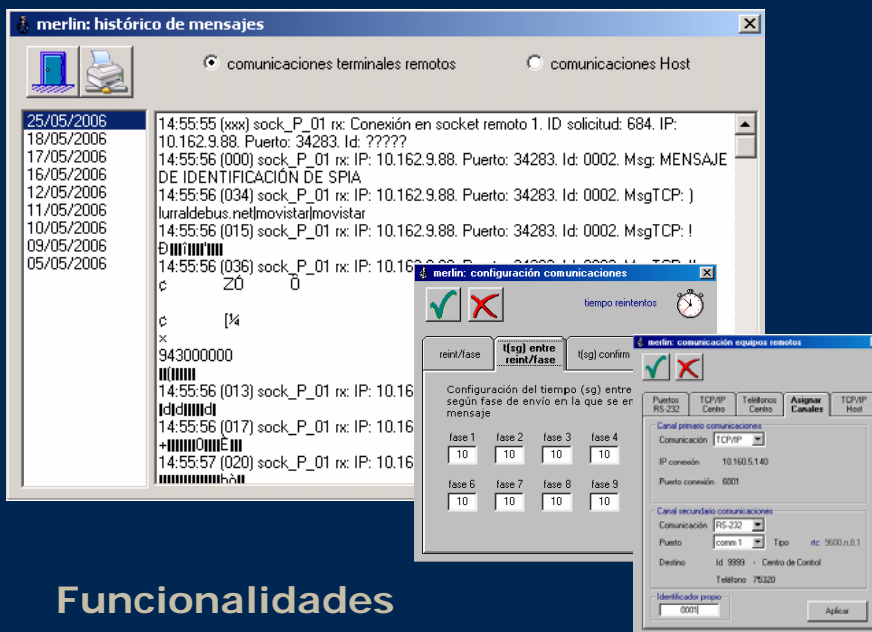 merlin: histórico de mensajes
comunicaciones terminales remotos
comunicaciones Host
25/05/2006
18/05/2006
17/05/2006
16/05/2006
12/05/2006
11/05/2006
10/05/2006
09/05/2006
05/05/2006
14:55:55 (xxx) sock_P_01 rx: Conexión en socket remoto 1. ID solicitud: 684. IP:
10.162.9.88. Puerto: 34283. Id: ?????
14:55:56 (000) sock_P_01 rx: IP: 10.162.9.88. Puerto: 34283. Id: 0002. Msg: MENSAJE
DE IDENTIFICACIÓN DE SPIA
14:55:56 (034) sock_P_01 rx: IP: 10.162.9.88. Puerto: 34283. Id: 0002. MsgTCP: )
lurraldebus.net|movistar|movistar
14:55:56 (015) sock_P_01 rx: IP: 10.162.9.88. Puerto: 34283. Id: 0002. MsgTCP: !
14:55:56 (036) sock_P_01 rx: IP: 10.16
¢ ZÓ Ô
¢ [¾
×
943000000
14:55:56 (013) sock_P_01 rx: IP: 10.16
14:55:56 (017) sock_P_01 rx: IP: 10.16
14:55:57 (020) sock_P_01 rx: IP: 10.16
merlin: configuración comunicaciones
tiempo reintentos
reint/fase
t(sg) entre
reint/fase
t(sg) confirm
Configuración del tiempo (sg) entre
según fase de envío en la que se en
mensaje
fase 1 fase 2 fase 3 fase 4
10 10 10 10
fase 6 fase 7 fase 8 fase 9
10 10 10 10
merlin: comunicación equipos remotos
Puertos
RS-232
TCP/IP
Centro
Teléfonos
Centro
Asignar
Canales
TCP/IP
Host
Canal primario comunicaciones
Comunicación TCP/IP
IP conexión 10.160.5.140
Puerto conexión 6001
Canal secundario comunicaciones
Comunicación RS-232
Puerto comm 1 Tipo rtc 9600,n,8,1
Destino Id 9999 - Centro de Control
Teléfono 75320
Identificador propio
0001
Aplicar
Funcionalidades